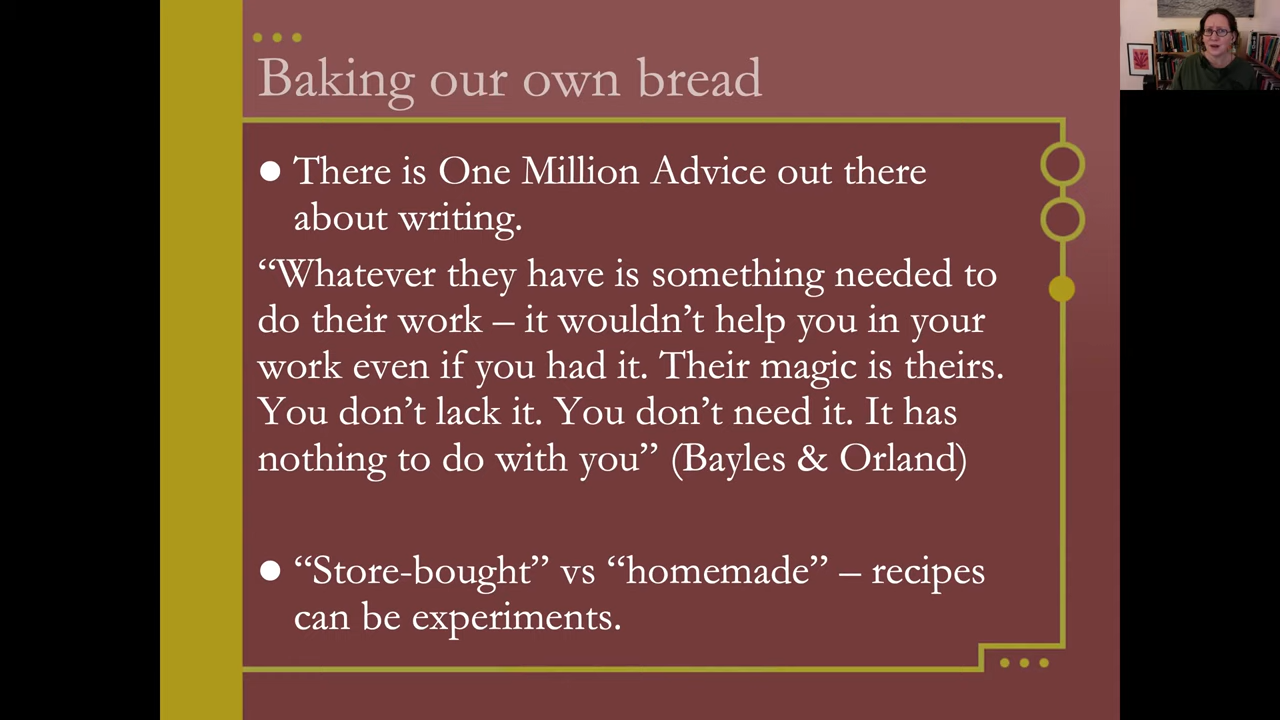 Baking our own bread
● There is One Million Advice out there
about writing.
“Whatever they have is something needed to
do their work – it wouldn’t help you in your
work even if you had it. Their magic is theirs.
You don’t lack it. You don’t need it. It has
nothing to do with you” (Bayles & Orland)
● “Store-bought” vs “homemade” – recipes
can be experiments.